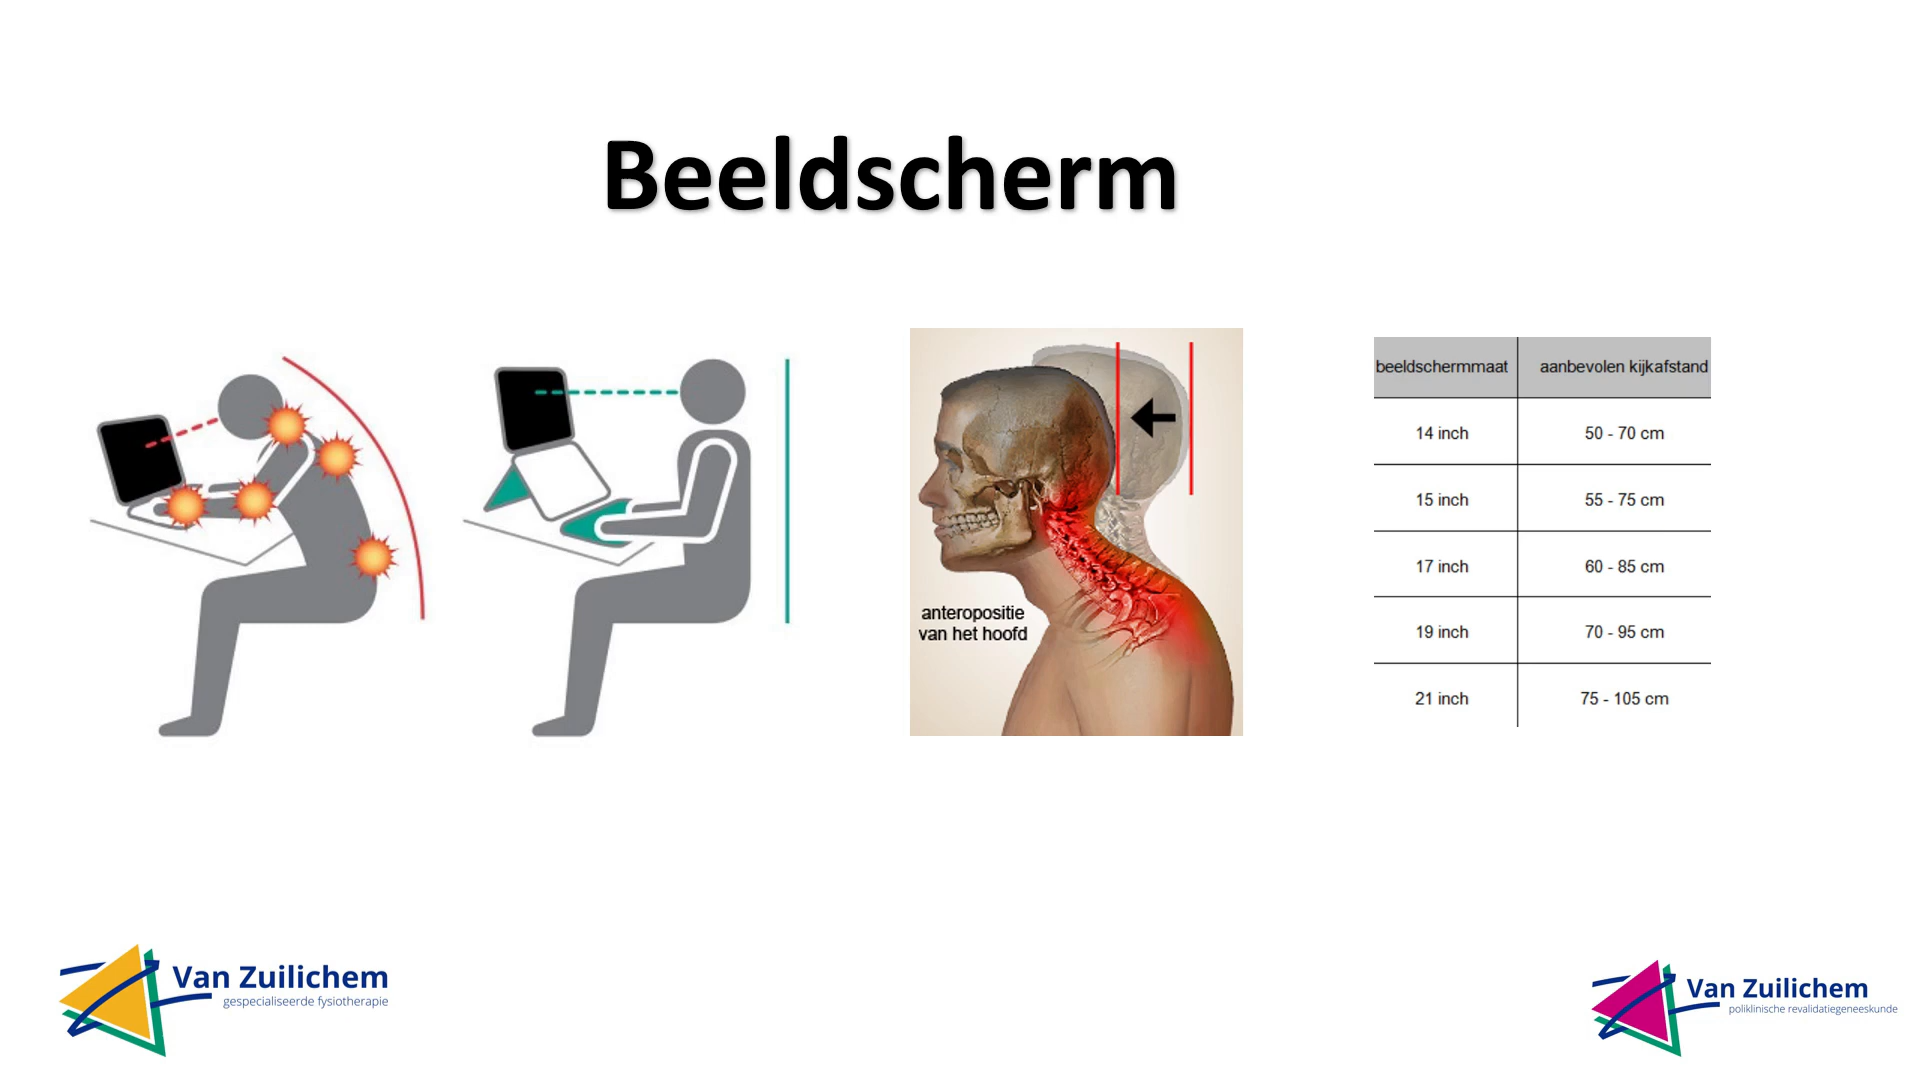 Beeldscherm
anteropositie
van het hoofd
beeldschermmaat aanbevolen kijkafstand
14 inch 50 - 70 cm
15 inch 55 - 75 cm
17 inch 60 - 85 cm
19 inch 70 - 95 cm
21 inch 75 - 105 cm
Van Zuilichem
gespecialiseerde fysiotherapie
Van Zuilichem
poliklinische revalidatiegeneeskunde